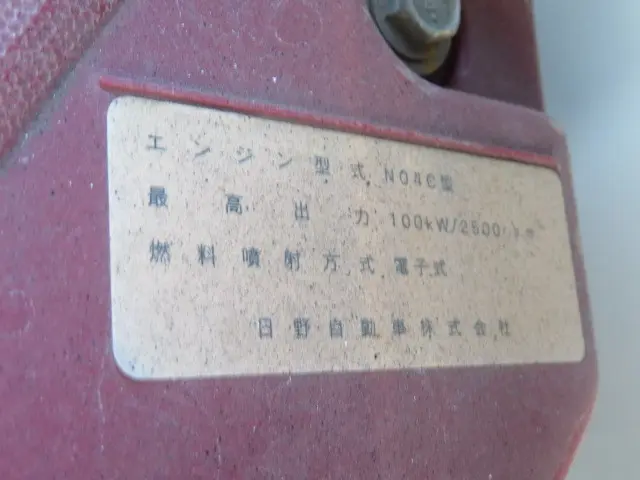 エンジン型式 N04C型
最高出力 100kW/2500
燃料噴射方式 電子式
日野自動車株式会社